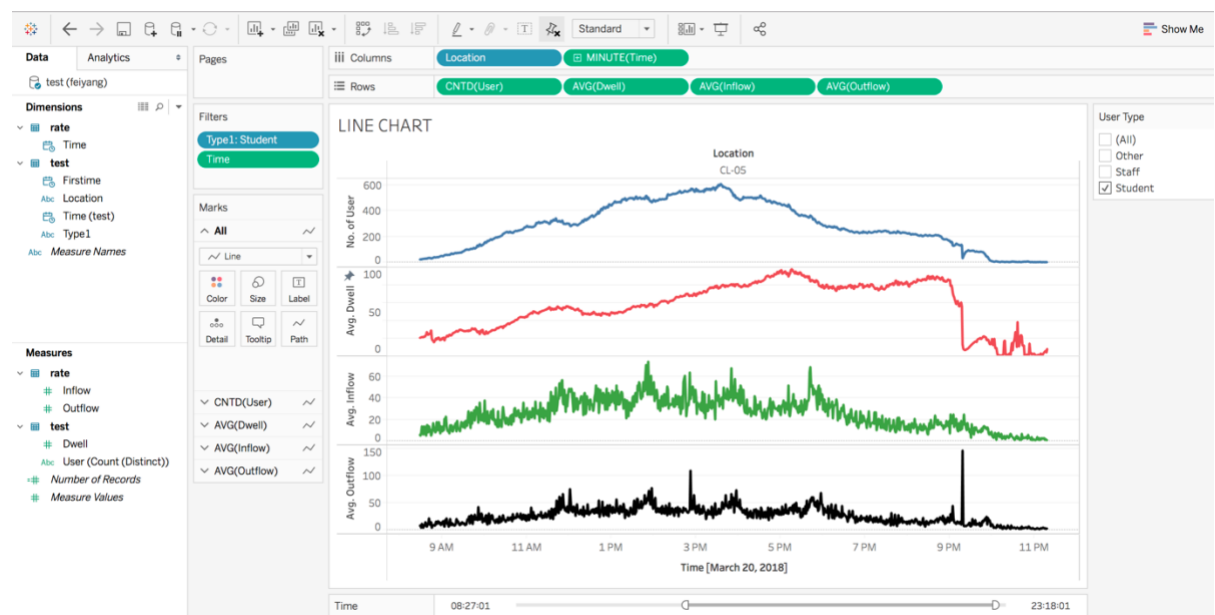 Standard
Show Me
Data Analytics
Pages
iii Columns
Location
MINUTE(Time)
test (feiyang)
Rows
CNTD(User)
AVG(Dwell)
AVG(Inflow)
AVG(Outflow)
Dimensions
rate
Time
test
Firstime
Abc Location
Time (test)
Abc Type1
Abc Measure Names
Measures
rate
# Inflow
# Outflow
test
# Dwell
Abc User (Count (Distinct))
# Number of Records
# Measure Values
Filters
Type1: Student
Time
Marks
All
Line
Color Size Label
Detail Tooltip Path
CNTD(User)
AVG(Dwell)
AVG(Inflow)
AVG(Outflow)
LINE CHART
Location
CL-05
No. of User
600
400
200
0
Avg. Dwell
100
50
0
Avg. Inflow
60
40
20
0
Avg. Outflow
150
100
50
0
9 AM 11 AM 1 PM 3 PM 5 PM 7 PM 9 PM 11 PM
Time [March 20, 2018]
Time 08:27:01 23:18:01
User Type
(All)
Other
Staff
Student